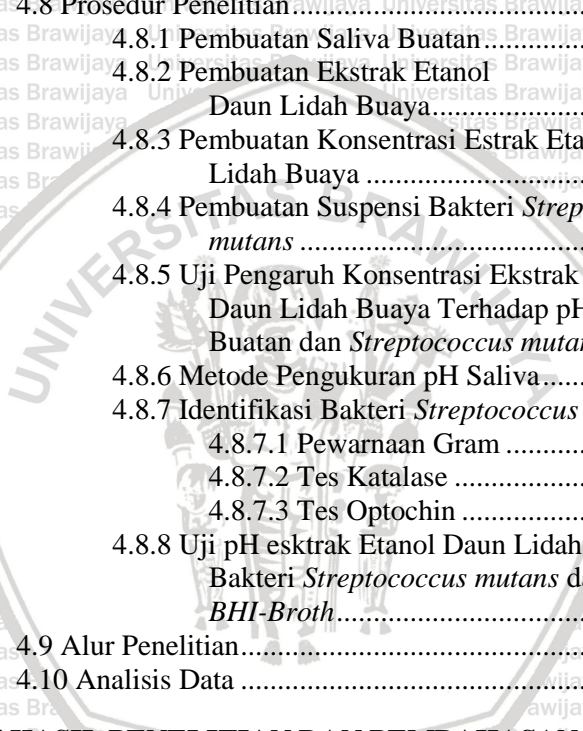 4.8 Prosedur Penelitian..........................
4.8.1 Pembuatan Saliva Buatan..............
4.8.2 Pembuatan Ekstrak Etanol
Daun Lidah Buaya......................
4.8.3 Pembuatan Konsentrasi Estrak Eta
Lidah Buaya ..............................
4.8.4 Pembuatan Suspensi Bakteri Strep
mutans ........................................
4.8.5 Uji Pengaruh Konsentrasi Ekstrak
Daun Lidah Buaya Terhadap pH
Buatan dan Streptococcus mutan
4.8.6 Metode Pengukuran pH Saliva......
4.8.7 Identifikasi Bakteri Streptococcus
4.8.7.1 Pewarnaan Gram ............
4.8.7.2 Tes Katalase ..................
4.8.7.3 Tes Optochin .................
4.8.8 Uji pH esktrak Etanol Daun Lidah
Bakteri Streptococcus mutans d
BHI-Broth..................................
4.9 Alur Penelitian..................................
4.10 Analisis Data ..................................